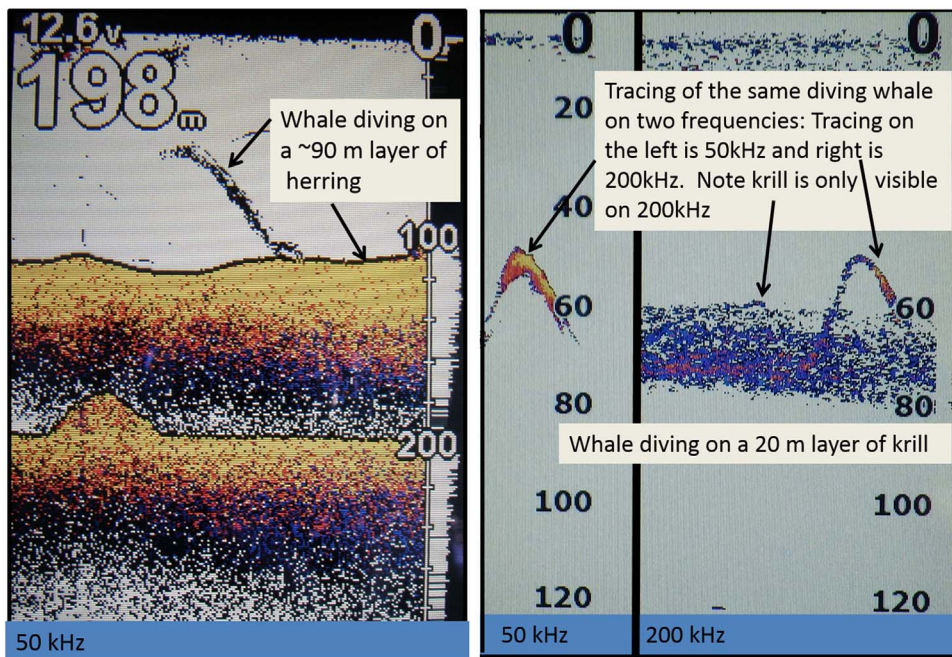 12.6 v
0
198 m
Whale diving on
a ~90 m layer of
herring
100
200
50 kHz
0
0
20
Tracing of the same diving whale
on two frequencies: Tracing on
the left is 50kHz and right is
200kHz.  Note krill is only visible
on 200kHz
40
60
60
80
80
Whale diving on a 20 m layer of krill
100
100
120
120
50 kHz
200 kHz